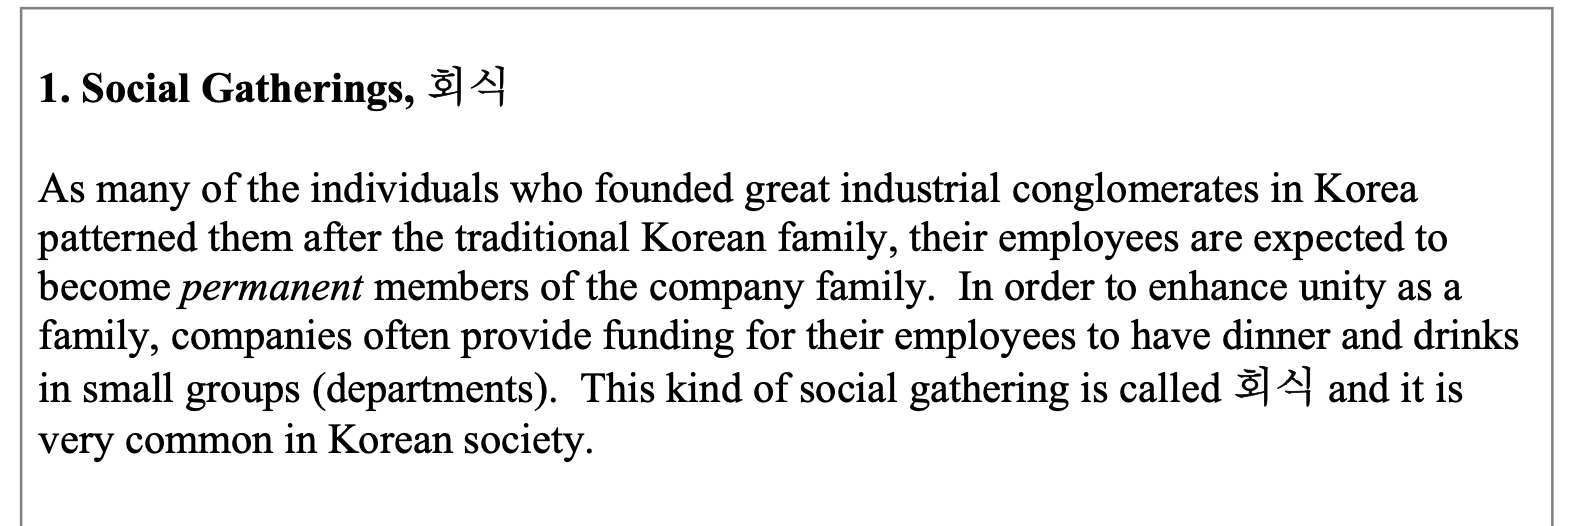 1. Social Gatherings, 회식
As many of the individuals who founded great industrial conglomerates in Korea
patterned them after the traditional Korean family, their employees are expected to
become permanent members of the company family.  In order to enhance unity as a
family, companies often provide funding for their employees to have dinner and drinks
in small groups (departments).  This kind of social gathering is called 회식 and it is
very common in Korean society.